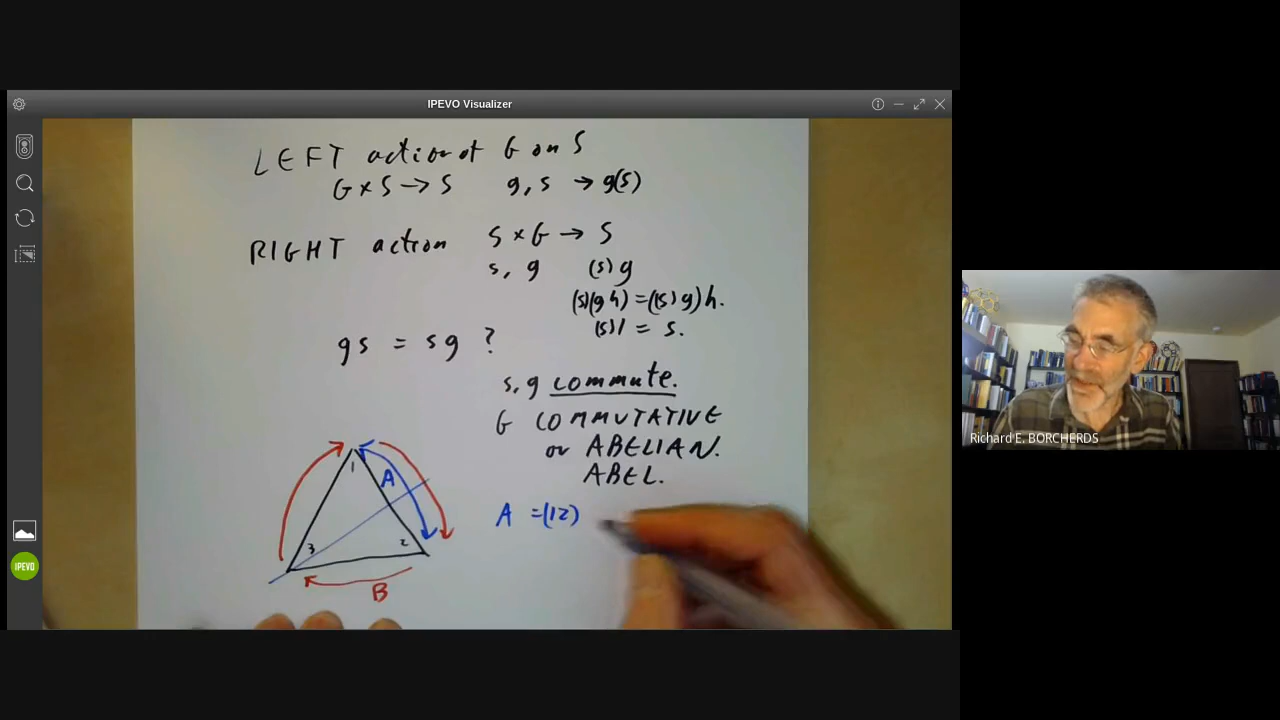 IPEVO Visualizer
LEFT action of G on S
G × S → S g, s → g(s)
RIGHT action S × G → S
s, g (s)g
(s)(gh) = ((s)g)h.
(s)1 = s.
gs = sg ?
s, g commute.
G COMMUTATIVE
or ABELIAN.
ABEL.
1
A
3
2
B
A = (12)
IPEVO
Richard E. BORCHERDS